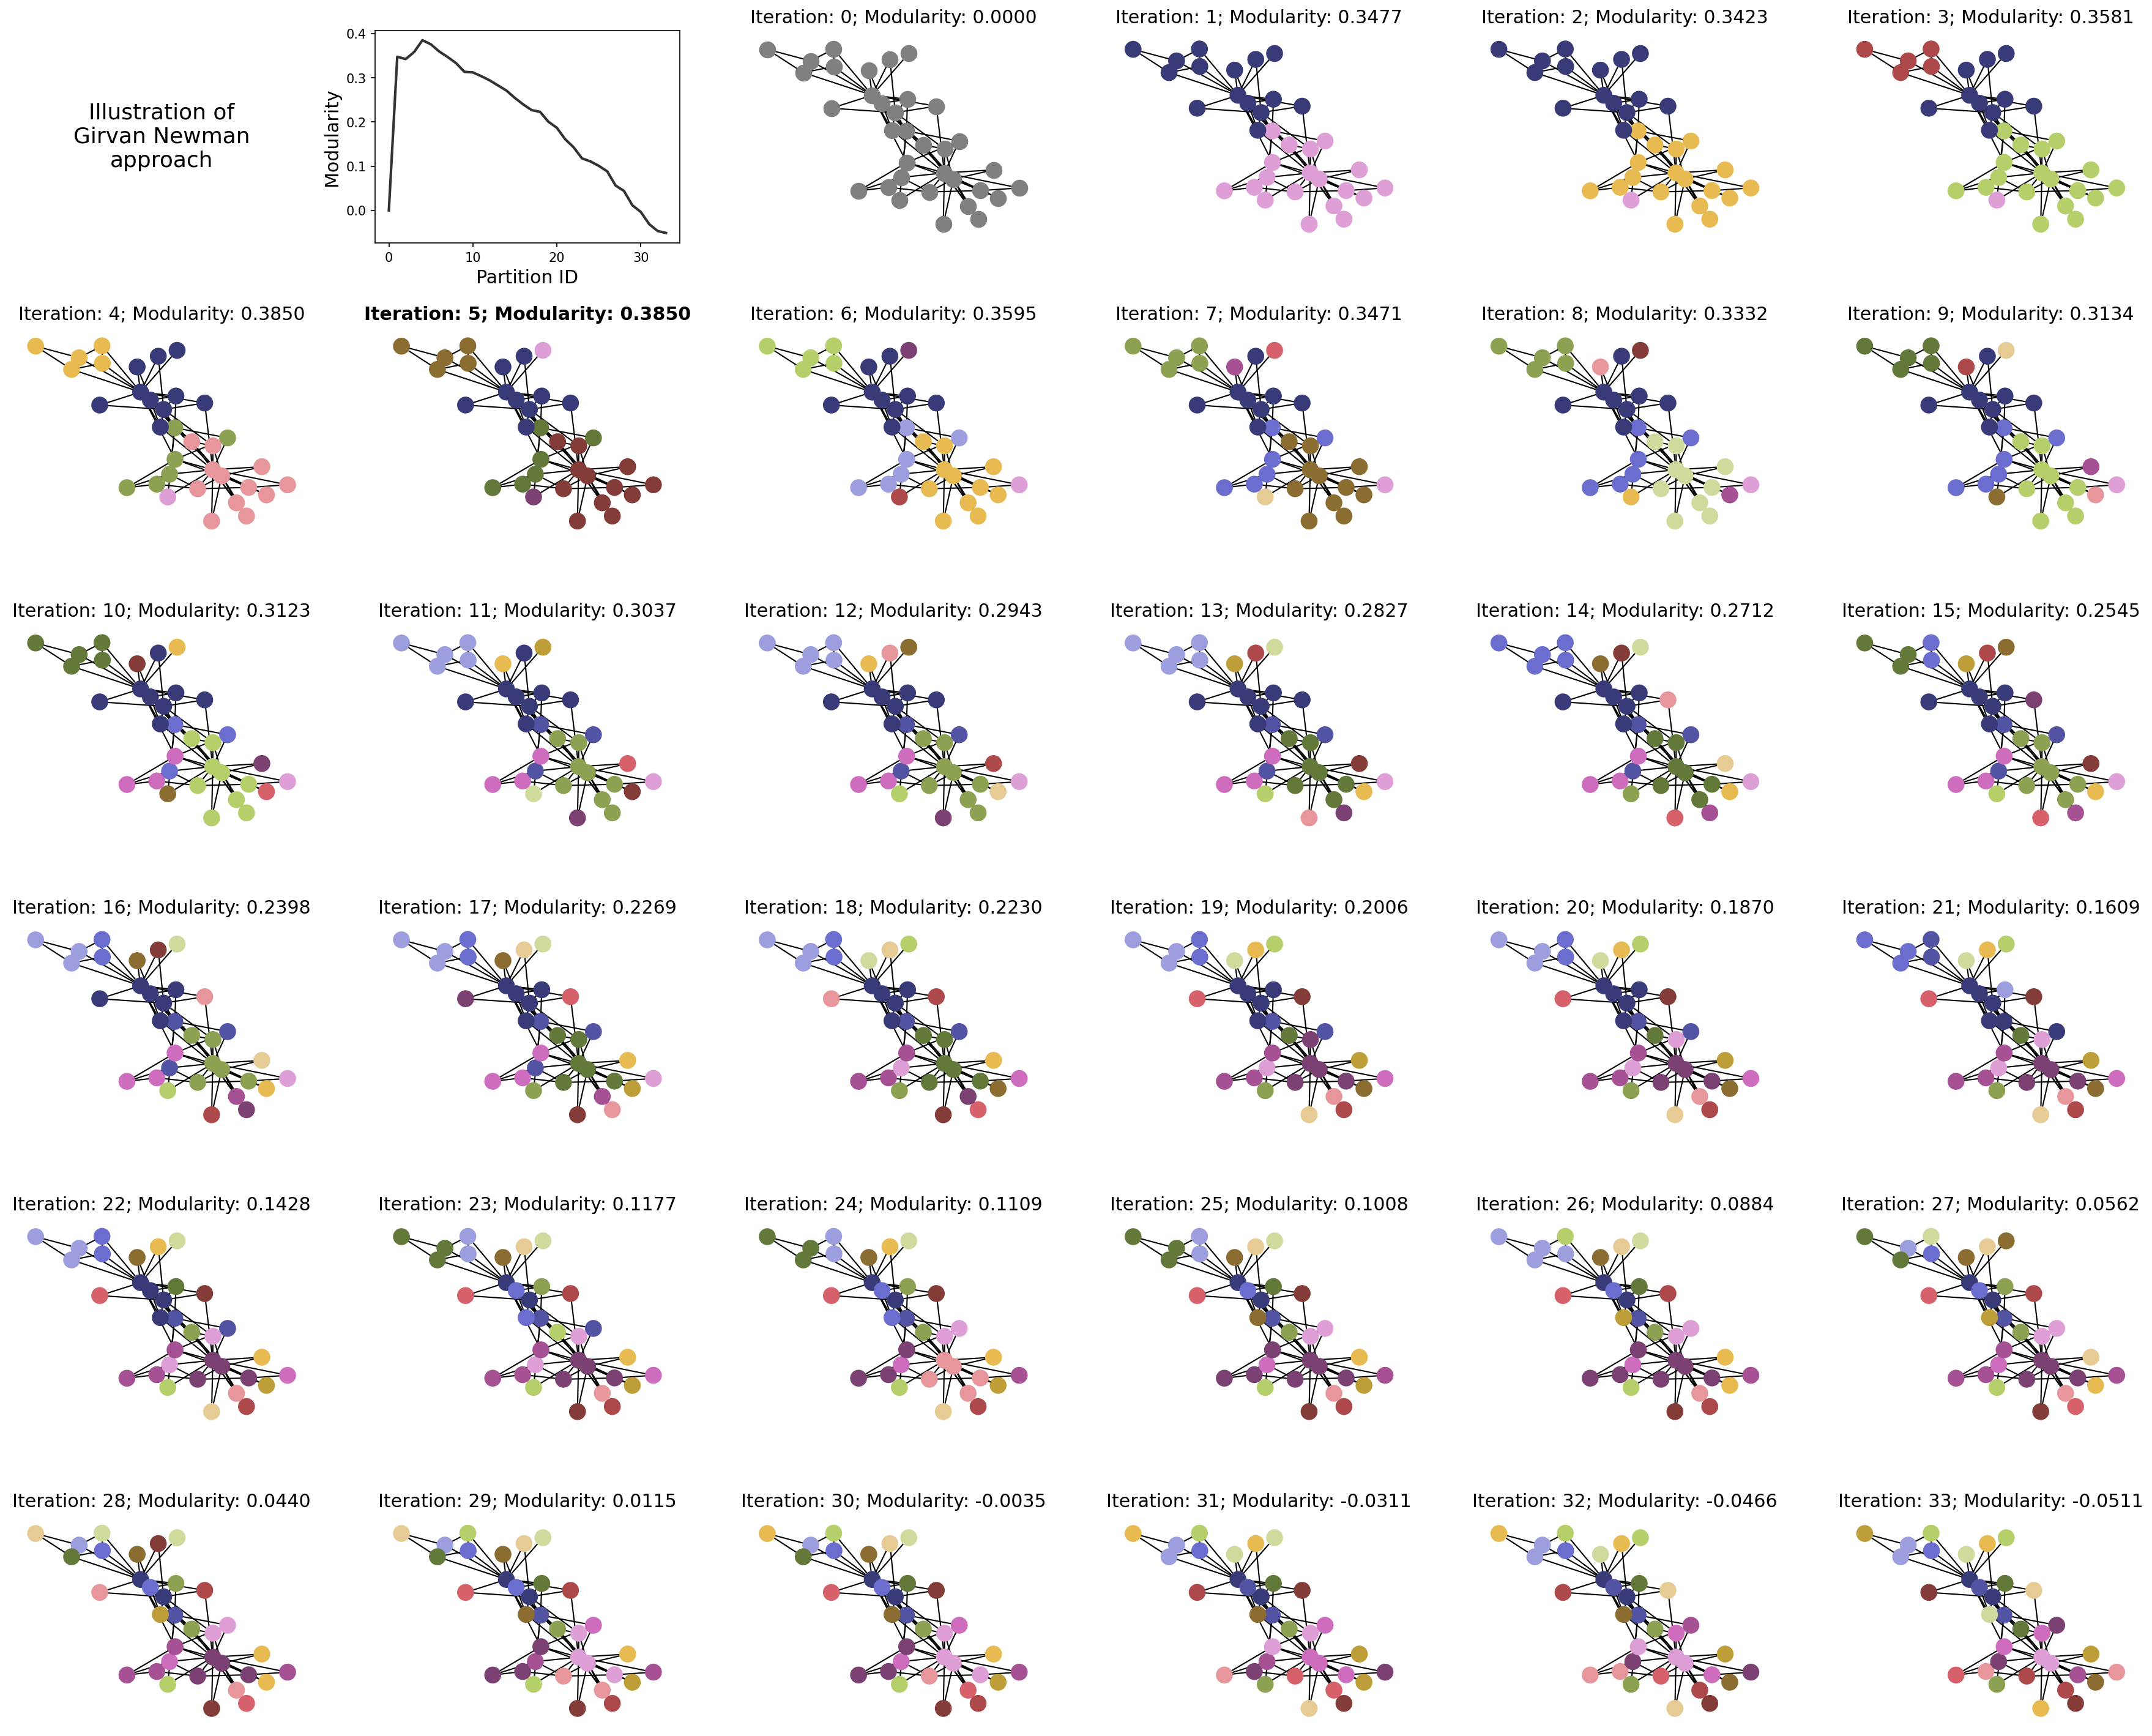 Illustration of
Girvan Newman
approach
Modularity
0.4
0.3
0.2
0.1
0.0
0 10 20 30
Partition ID
Iteration: 0; Modularity: 0.0000
Iteration: 1; Modularity: 0.3477
Iteration: 2; Modularity: 0.3423
Iteration: 3; Modularity: 0.3581
Iteration: 4; Modularity: 0.3850
Iteration: 5; Modularity: 0.3850
Iteration: 6; Modularity: 0.3595
Iteration: 7; Modularity: 0.3471
Iteration: 8; Modularity: 0.3332
Iteration: 9; Modularity: 0.3134
Iteration: 10; Modularity: 0.3123
Iteration: 11; Modularity: 0.3037
Iteration: 12; Modularity: 0.2943
Iteration: 13; Modularity: 0.2827
Iteration: 14; Modularity: 0.2712
Iteration: 15; Modularity: 0.2545
Iteration: 16; Modularity: 0.2398
Iteration: 17; Modularity: 0.2269
Iteration: 18; Modularity: 0.2230
Iteration: 19; Modularity: 0.2006
Iteration: 20; Modularity: 0.1870
Iteration: 21; Modularity: 0.1609
Iteration: 22; Modularity: 0.1428
Iteration: 23; Modularity: 0.1177
Iteration: 24; Modularity: 0.1109
Iteration: 25; Modularity: 0.1008
Iteration: 26; Modularity: 0.0884
Iteration: 27; Modularity: 0.0562
Iteration: 28; Modularity: 0.0440
Iteration: 29; Modularity: 0.0115
Iteration: 30; Modularity: -0.0035
Iteration: 31; Modularity: -0.0311
Iteration: 32; Modularity: -0.0466
Iteration: 33; Modularity: -0.0511